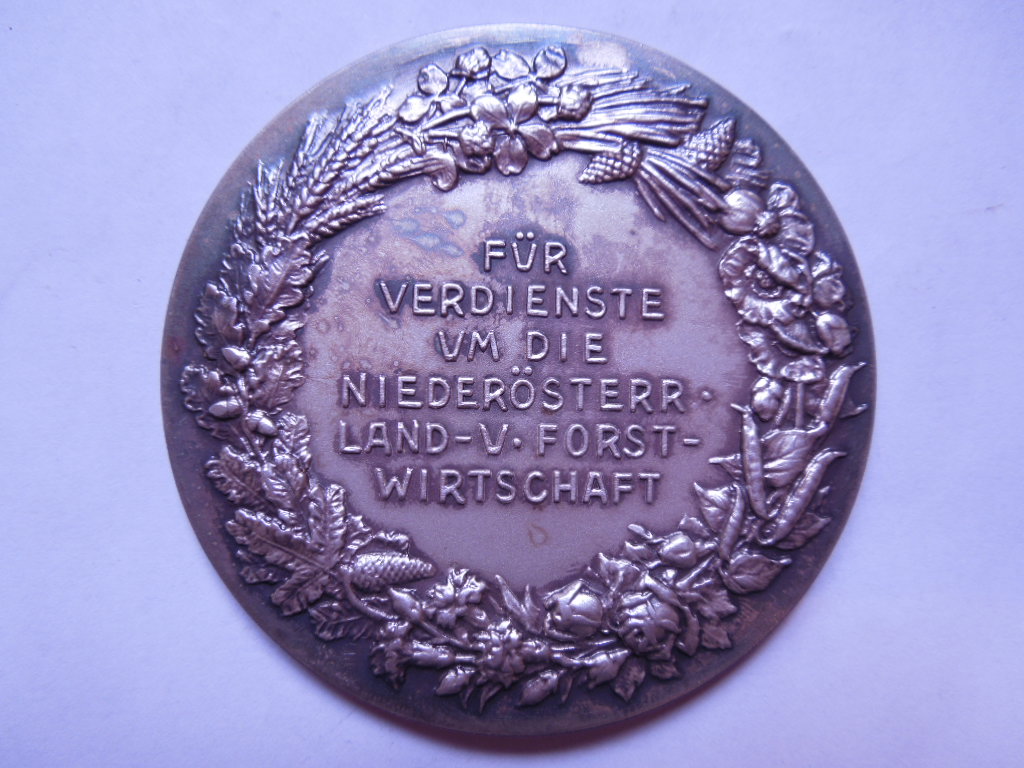 FÜR
VERDIENSTE
VM DIE
NIEDERÖSTERR.
LAND-V. FORST-
WIRTSCHAFT